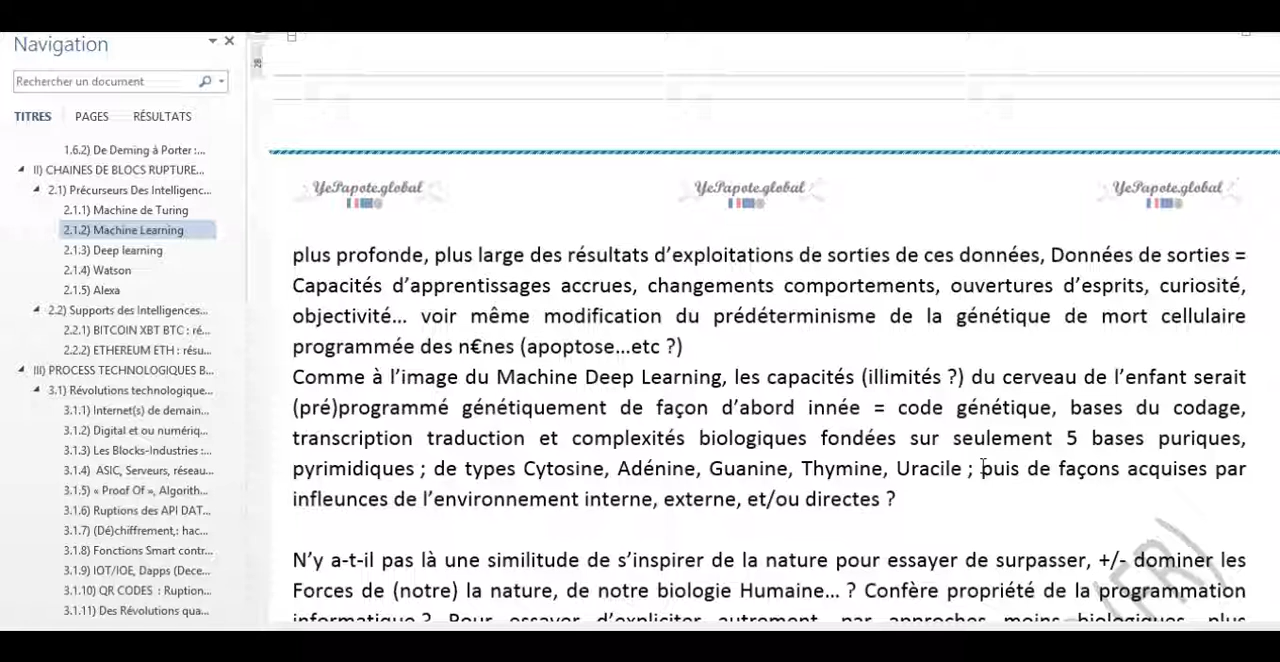 Navigation
Rechercher un document
TITRES PAGES RÉSULTATS
1.6.2) De Deming à Porter :...
II) CHAINES DE BLOCS RUPTURE...
2.1) Précurseurs Des Intelligenc...
2.1.1) Machine de Turing
2.1.2) Machine Learning
2.1.3) Deep learning
2.1.4) Watson
2.1.5) Alexa
2.2) Supports des Intelligences...
2.2.1) BITCOIN XBT BTC : ré...
2.2.2) ETHEREUM ETH : résu...
III) PROCESS TECHNOLOGIQUES B...
3.1) Révolutions technologique...
3.1.1) Internet(s) de demain...
3.1.2) Digital et ou numériq...
3.1.3) Les Blocks-Industries :...
3.1.4) ASIC, Serveurs, réseau...
3.1.5) « Proof Of », Algorith...
3.1.6) Ruptions des API DAT...
3.1.7) (Dé)chiffrement,: hac...
3.1.8) Fonctions Smart contr...
3.1.9) IOT/IOE, Dapps (Dece...
3.1.10) QR CODES : Ruption...
3.1.11) Des Révolutions qua...
28
YePapote.global YePapote.global YePapote.global
plus profonde, plus large des résultats d’exploitations de sorties de ces données, Données de sorties =
Capacités d’apprentissages accrues, changements comportements, ouvertures d’esprits, curiosité,
objectivité... voir même modification du prédéterminisme de la génétique de mort cellulaire
programmée des n€nes (apoptose...etc ?)
Comme à l’image du Machine Deep Learning, les capacités (illimités ?) du cerveau de l’enfant serait
(pré)programmé génétiquement de façon d’abord innée = code génétique, bases du codage,
transcription traduction et complexités biologiques fondées sur seulement 5 bases puriques,
pyrimidiques ; de types Cytosine, Adénine, Guanine, Thymine, Uracile ; puis de façons acquises par
infleunces de l’environnement interne, externe, et/ou directes ?
N’y a-t-il pas là une similitude de s’inspirer de la nature pour essayer de surpasser, +/- dominer les
Forces de (notre) la nature, de notre biologie Humaine... ? Confère propriété de la programmation
informatique ? Pour essayer d’expliciter autrement, par approches moins biologiques, plus
(FR)